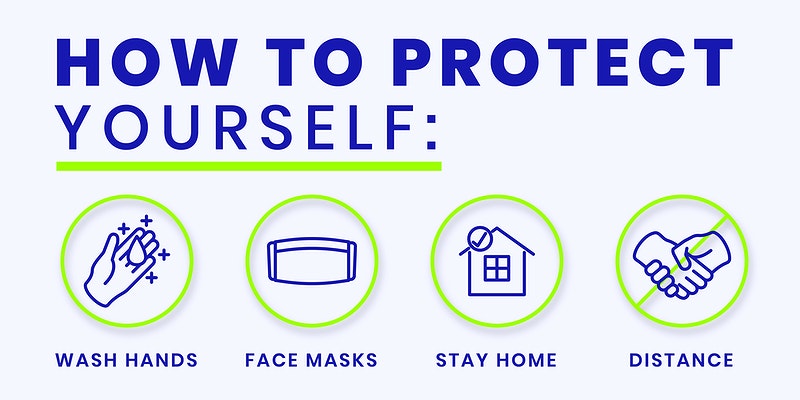 HOW TO PROTECT
YOURSELF:
WASH HANDS
FACE MASKS
STAY HOME
DISTANCE